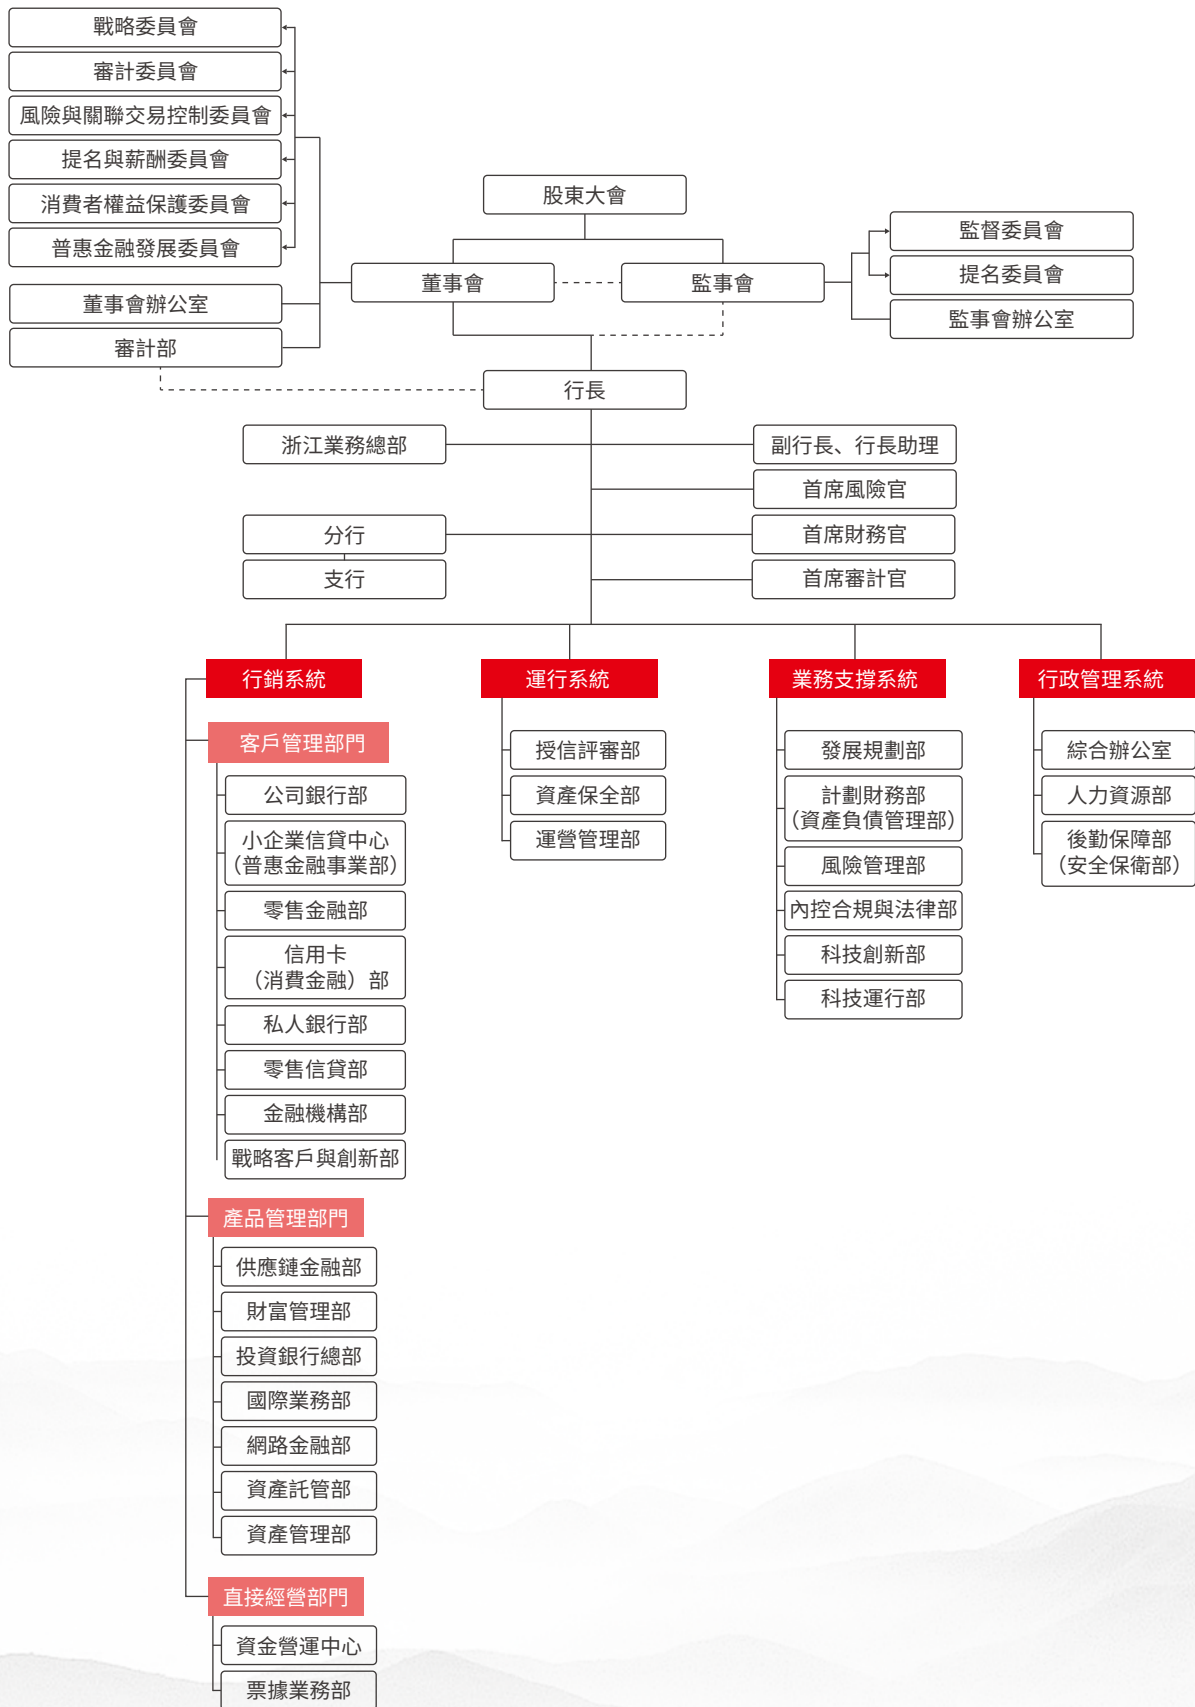 戰略委員會
審計委員會
風險與關聯交易控制委員會
提名與薪酬委員會
消費者權益保護委員會
普惠金融發展委員會
董事會辦公室
審計部
股東大會
董事會
監事會
監督委員會
提名委員會
監事會辦公室
行長
浙江業務總部
副行長、行長助理
首席風險官
分行
首席財務官
支行
首席審計官
行銷系統
客戶管理部門
公司銀行部
小企業信貸中心
（普惠金融事業部）
零售金融部
信用卡
（消費金融）部
私人銀行部
零售信貸部
金融機構部
戰略客戶與創新部
產品管理部門
供應鏈金融部
財富管理部
投資銀行總部
國際業務部
網路金融部
資產託管部
資產管理部
直接經營部門
資金營運中心
票據業務部
運行系統
授信評審部
資產保全部
運營管理部
業務支撐系統
發展規劃部
計劃財務部
（資產負債管理部）
風險管理部
內控合規與法律部
科技創新部
科技運行部
行政管理系統
綜合辦公室
人力資源部
後勤保障部
（安全保衛部）